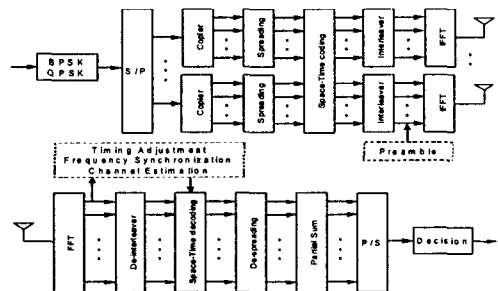 BPSK
QPSK
S/P
Copier
Spreading
Space-Time coding
Interleaver
IFFT
Copier
Spreading
Interleaver
IFFT
Preamble
Timing Adjustment
Frequency Synchronization
Channel Estimation
FFT
De-interleaver
Space-Time decoding
De-spreading
Partial Sum
P/S
Decision